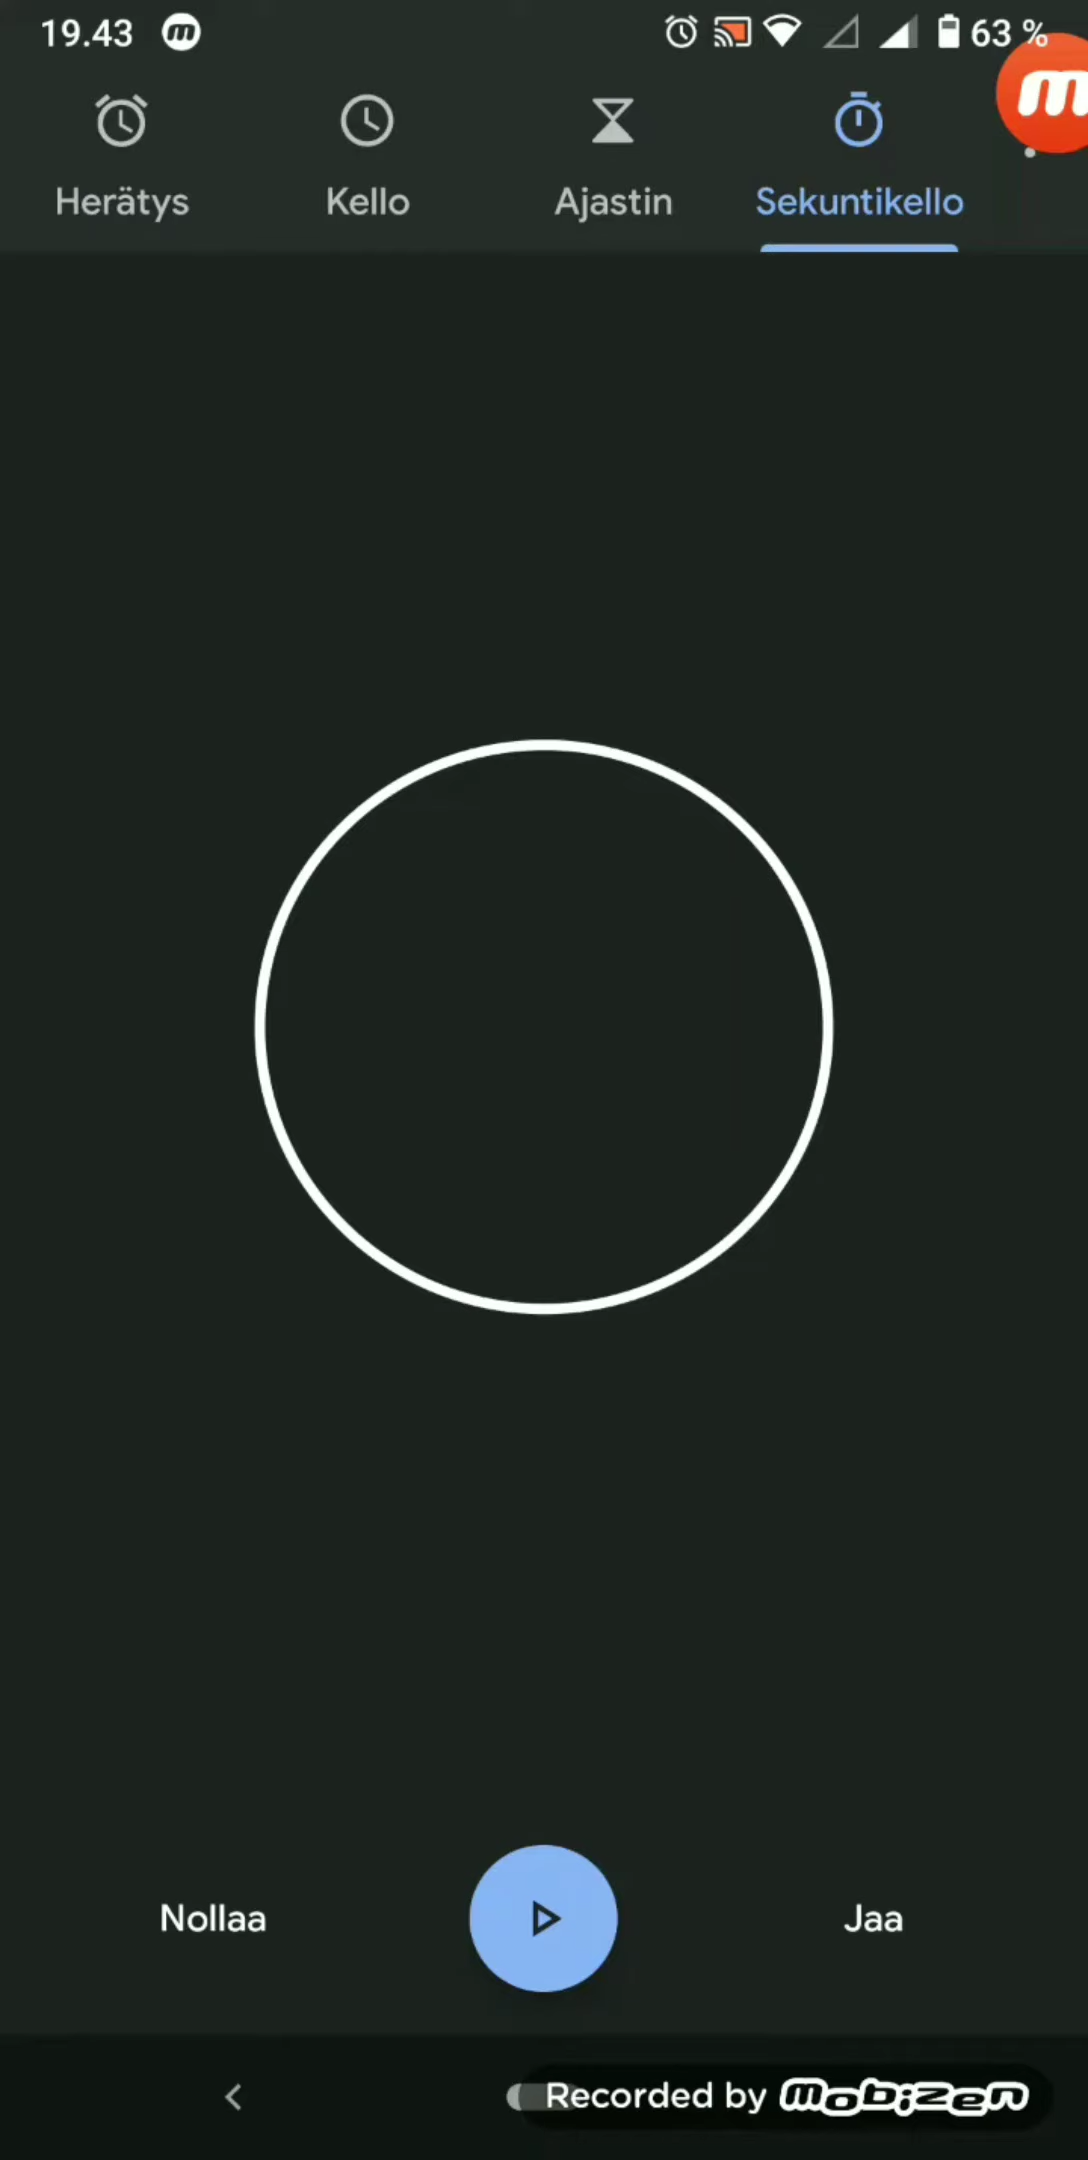 19.43 m 63 %
m
Herätys Kello Ajastin Sekuntikello
Nollaa Jaa
Recorded by mobizen